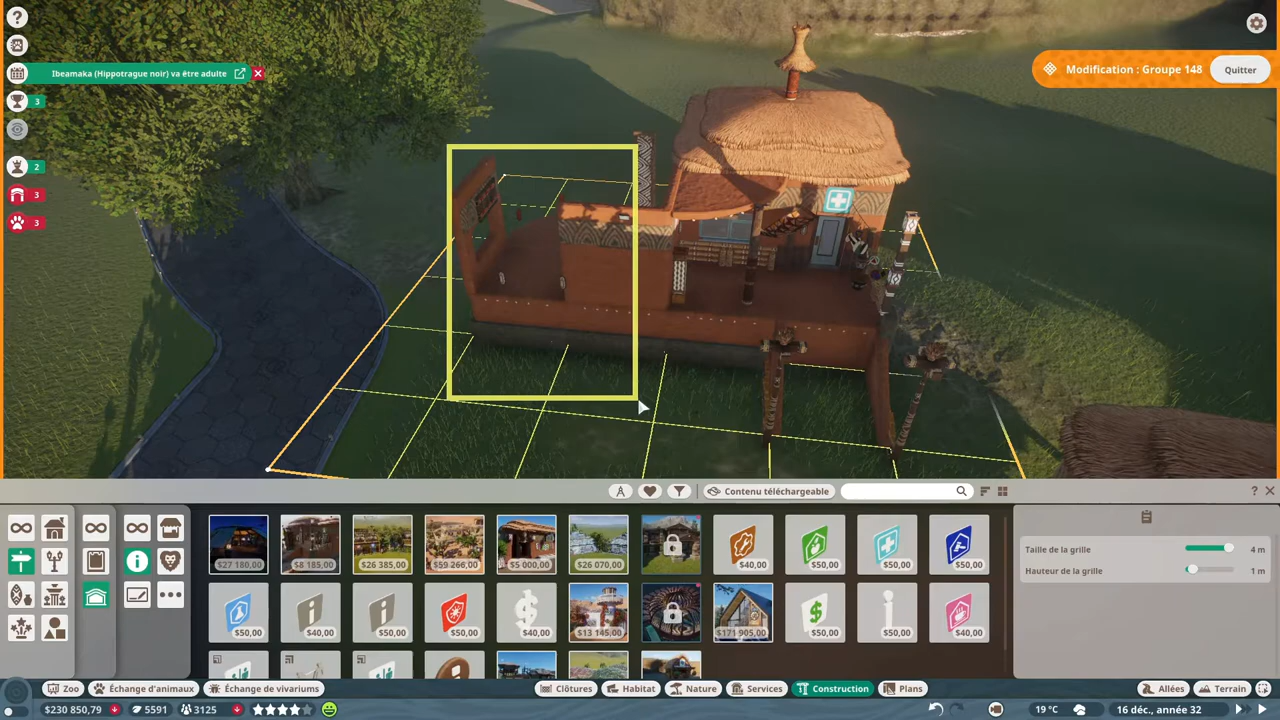 ?
Ibeamaka (Hippotrague noir) va être adulte
Modification : Groupe 148
Quitter
3
2
3
3
Contenu téléchargeable
?
$27 180,00
$8 185,00
$26 385,00
$59 266,00
$5 000,00
$26 070,00
$40,00
$50,00
$50,00
$50,00
Taille de la grille
4 m
Hauteur de la grille
1 m
$50,00
$40,00
$50,00
$50,00
$40,00
$13 145,00
$171 905,00
$50,00
$50,00
$40,00
Zoo
Échange d'animaux
Échange de vivariums
Clôtures
Habitat
Nature
Services
Construction
Plans
Allées
Terrain
$230 850,79
5591
3125
19 °C
16 déc., année 32